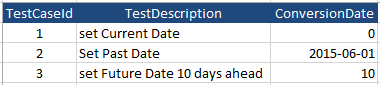 TestCaseId TestDescription ConversionDate
1 set Current Date 0
2 Set Past Date 2015-06-01
3 set Future Date 10 days ahead 10